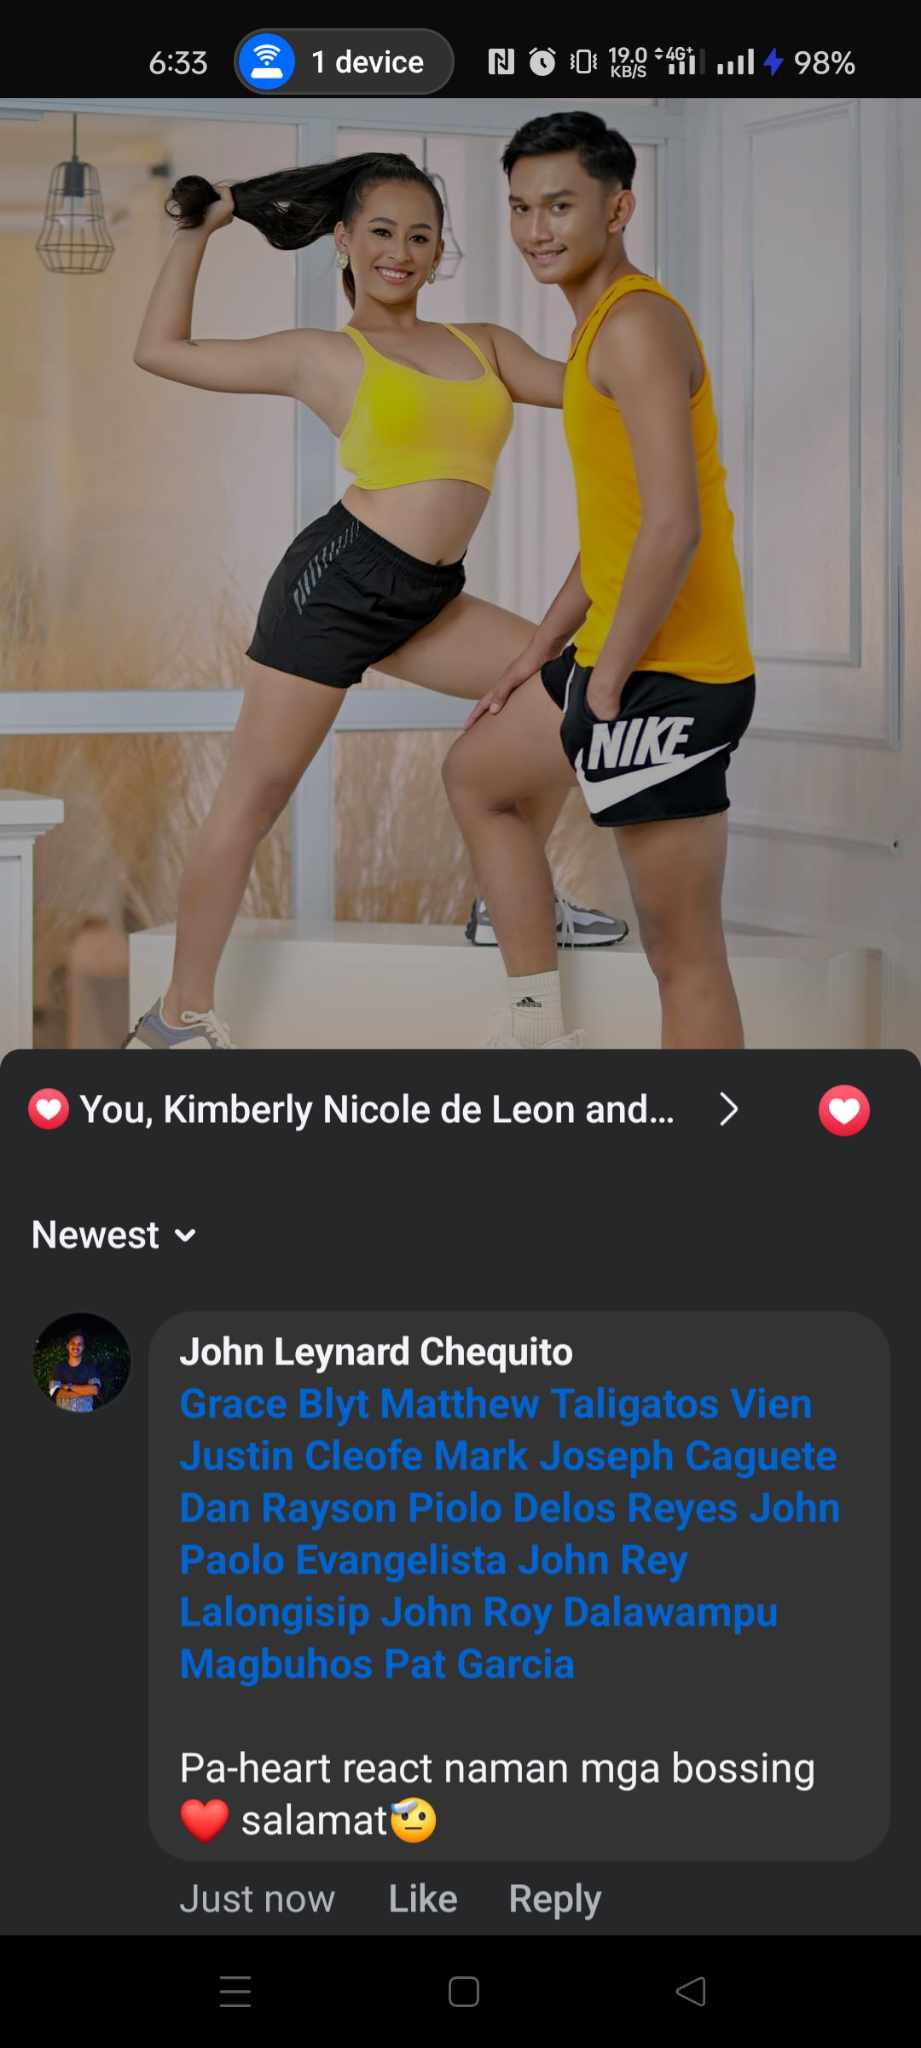 6:33
1 device
19.0 KB/S
4G+
98%
NIKE
You, Kimberly Nicole de Leon and...
Newest
John Leynard Chequito
Grace Blyt Matthew Taligatos Vien
Justin Cleofe Mark Joseph Caguete
Dan Rayson Piolo Delos Reyes John
Paolo Evangelista John Rey
Lalongisip John Roy Dalawampu
Magbuhos Pat Garcia
Pa-heart react naman mga bossing
❤️ salamat🤕
Just now Like Reply